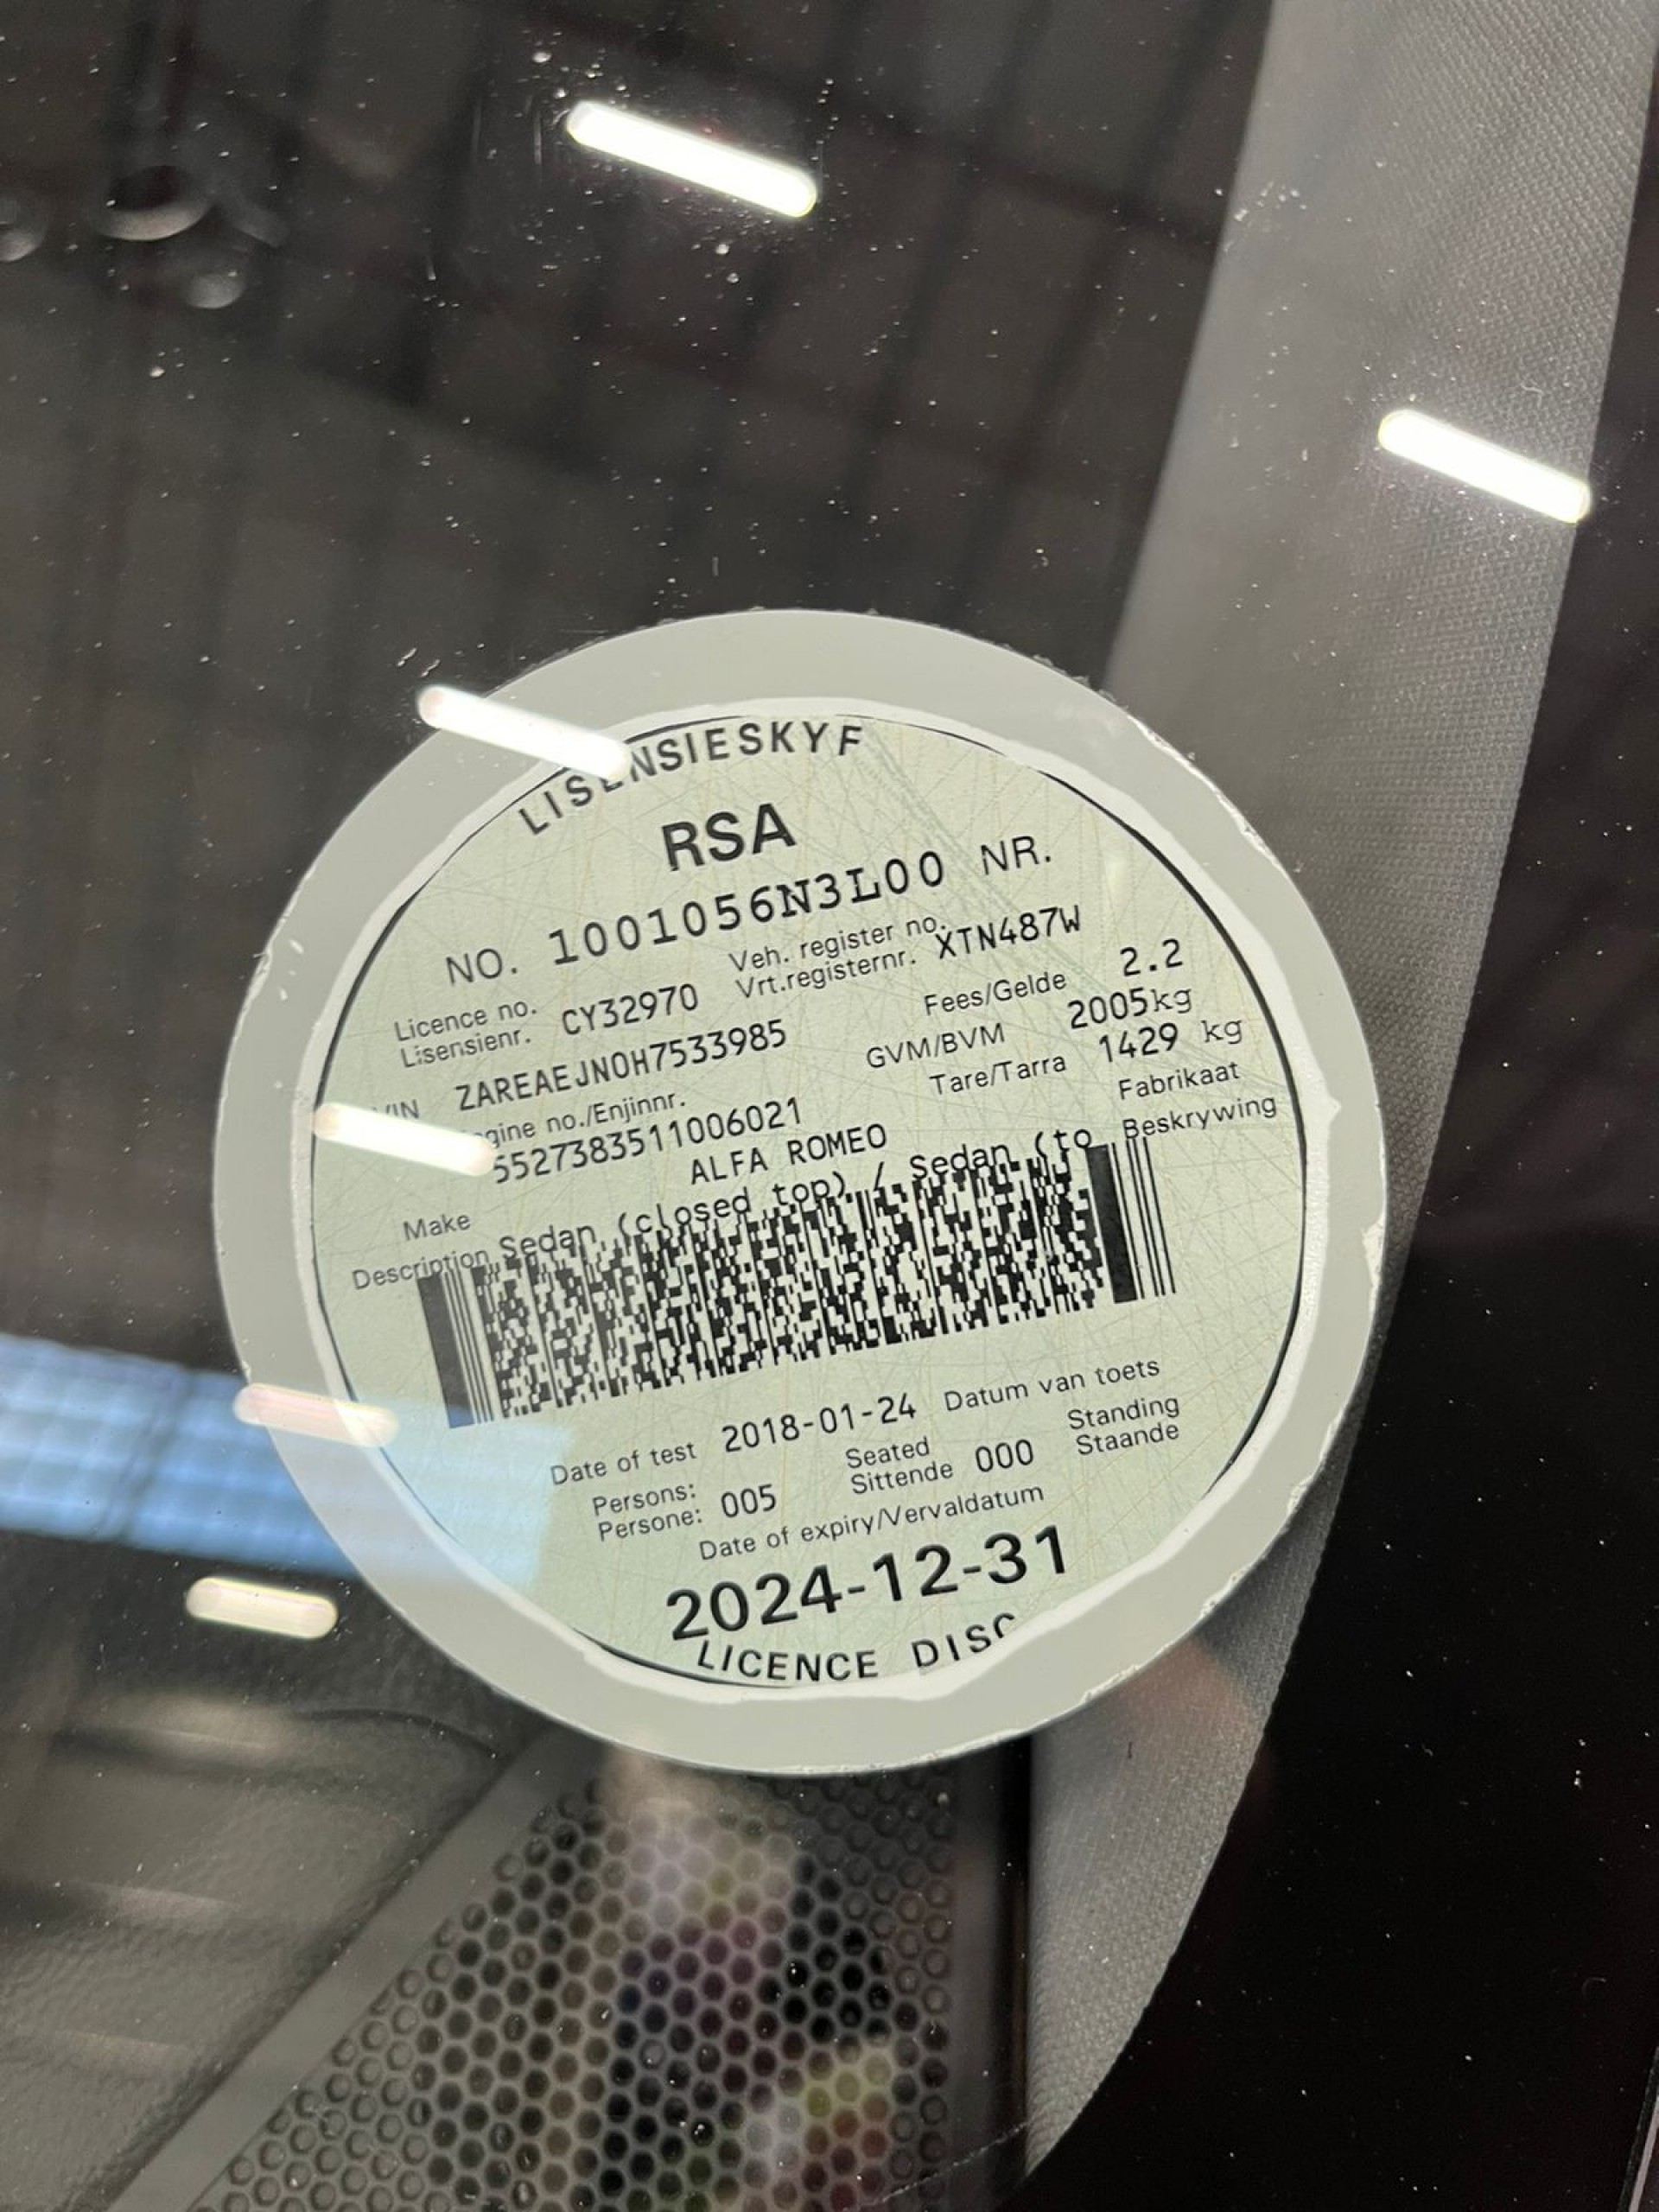 LISENSIESKYF
RSA
NO. 1001056N3L00 NR.
Licence no. Lisensienr. CY32970 Veh. register no. Vrt.registernr. XTN487W
VIN ZAREAEJN0H7533985 Fees/Gelde 2.2
GVM/BVM 2005kg
Engine no./Enjinnr. Tare/Tarra 1429 kg
5527383511006021
Make ALFA ROMEO Fabrikaat
Description Sedan (closed top) / Sedan (to Beskrywing
Date of test 2018-01-24 Datum van toets
Persons: Persone: 005 Seated Sittende 000 Standing Staande
Date of expiry/Vervaldatum
2024-12-31
LICENCE DISC